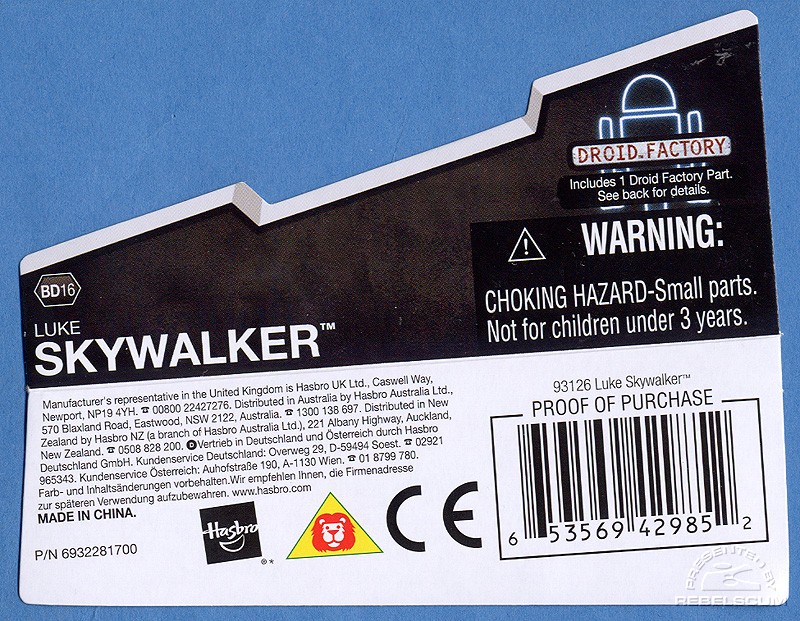 DROID FACTORY
Includes 1 Droid Factory Part.
See back for details.
WARNING:
CHOKING HAZARD-Small parts.
Not for children under 3 years.
BD16
LUKE
SKYWALKER™
Manufacturer's representative in the United Kingdom is Hasbro UK Ltd., Caswell Way,
Newport, NP19 4YH. ☎ 00800 22427276. Distributed in Australia by Hasbro Australia Ltd.,
570 Blaxland Road, Eastwood, NSW 2122, Australia. ☎ 1300 138 697. Distributed in New
Zealand by Hasbro NZ (a branch of Hasbro Australia Ltd.), 221 Albany Highway, Auckland,
New Zealand. ☎ 0508 828 200. D Vertrieb in Deutschland und Österreich durch Hasbro
Deutschland GmbH. Kundenservice Deutschland: Overweg 29, D-59494 Soest. ☎ 02921
965343. Kundenservice Österreich: Auhofstraße 190, A-1130 Wien. ☎ 01 8799 780.
Farb- und Inhaltsänderungen vorbehalten.Wir empfehlen Ihnen, die Firmenadresse
zur späteren Verwendung aufzubewahren. www.hasbro.com
MADE IN CHINA.
P/N 6932281700
Hasbro
®*
CE
93126 Luke Skywalker™
PROOF OF PURCHASE
6 53569 42985 2
PRESENTED BY
REBELSCUM